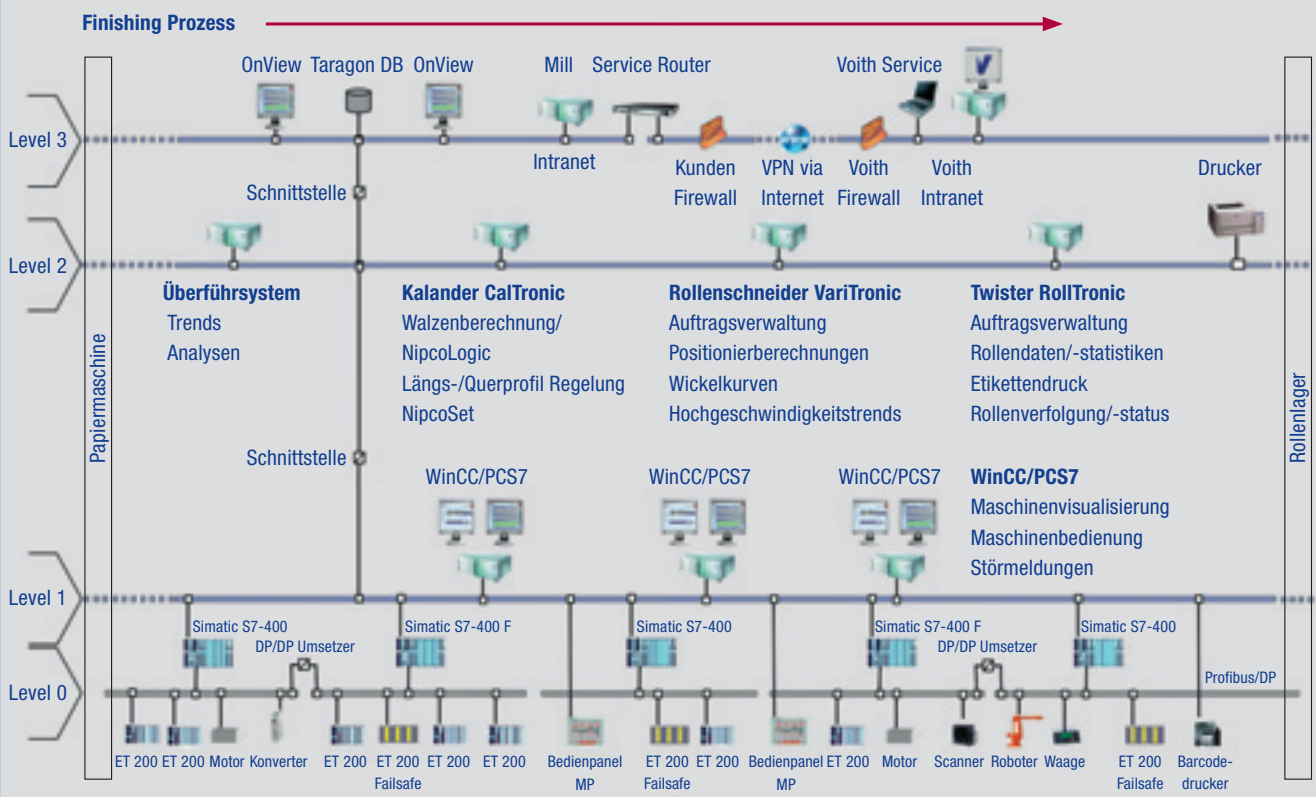 Finishing Prozess
OnView Taragon DB OnView Mill Service Router Voith Service
Level 3
Intranet Kunden VPN via Voith Voith Drucker
Firewall Internet Firewall Intranet
Schnittstelle
Level 2
Überführsystem
Trends
Analysen
Kalander CalTronic
Walzenberechnung/
NipcoLogic
Längs-/Querprofil Regelung
NipcoSet
Rollenschneider VariTronic
Auftragsverwaltung
Positionierberechnungen
Wickelkurven
Hochgeschwindigkeitstrends
Twister RollTronic
Auftragsverwaltung
Rollendaten/-statistiken
Etikettendruck
Rollenverfolgung/-status
Papiermaschine
Rollenlager
Schnittstelle
WinCC/PCS7 WinCC/PCS7 WinCC/PCS7
WinCC/PCS7
Maschinenvisualisierung
Maschinenbedienung
Störmeldungen
Level 1
Simatic S7-400 Simatic S7-400 F Simatic S7-400 Simatic S7-400 F Simatic S7-400
DP/DP Umsetzer DP/DP Umsetzer
Level 0
Profibus/DP
ET 200 ET 200 Motor Konverter ET 200 ET 200 ET 200 ET 200 Bedienpanel ET 200 ET 200 Bedienpanel ET 200 Motor Scanner Roboter Waage ET 200 Barcode-
Failsafe MP Failsafe MP Failsafe drucker